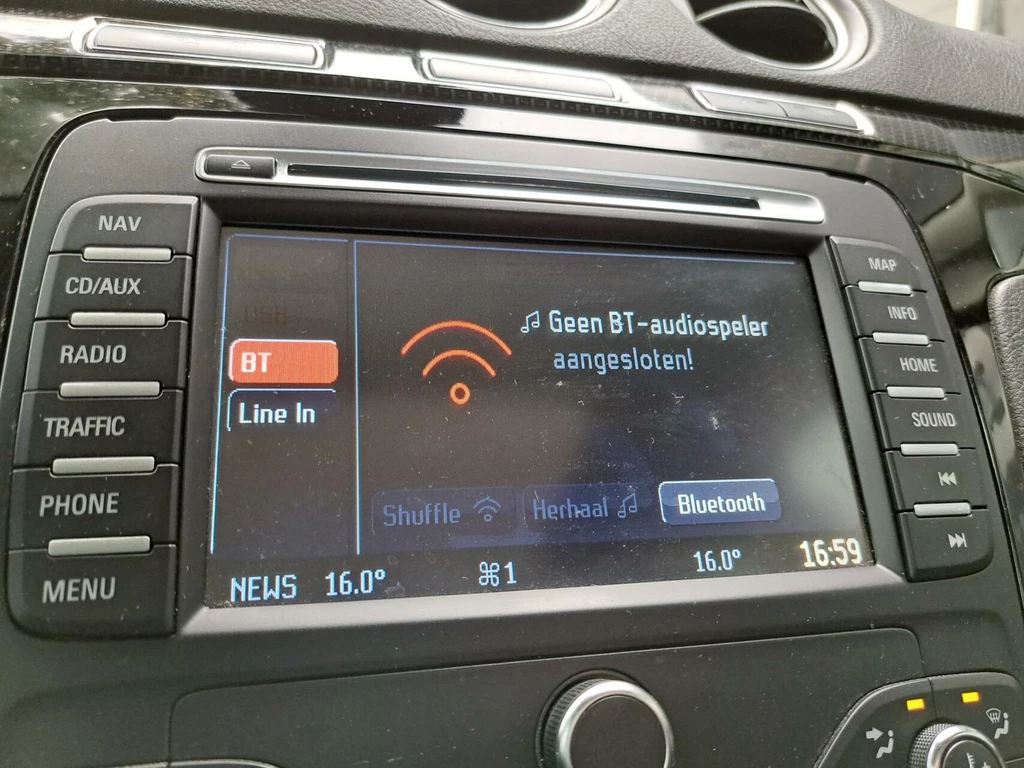 NAV
CD/AUX
RADIO
TRAFFIC
PHONE
MENU
USB
BT
Line In
Geen BT-audiospeler
aangesloten!
Shuffle
Herhaal
Bluetooth
NEWS 16.0° ⌘1 16.0° 16:59
MAP
INFO
HOME
SOUND